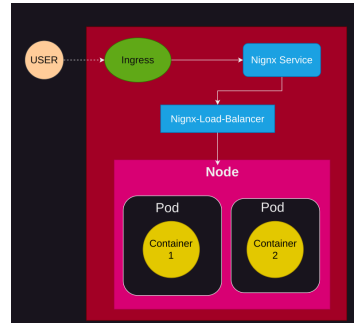 USER
Ingress
Nignx Service
Nignx-Load-Balancer
Node
Pod
Pod
Container
1
Container
2